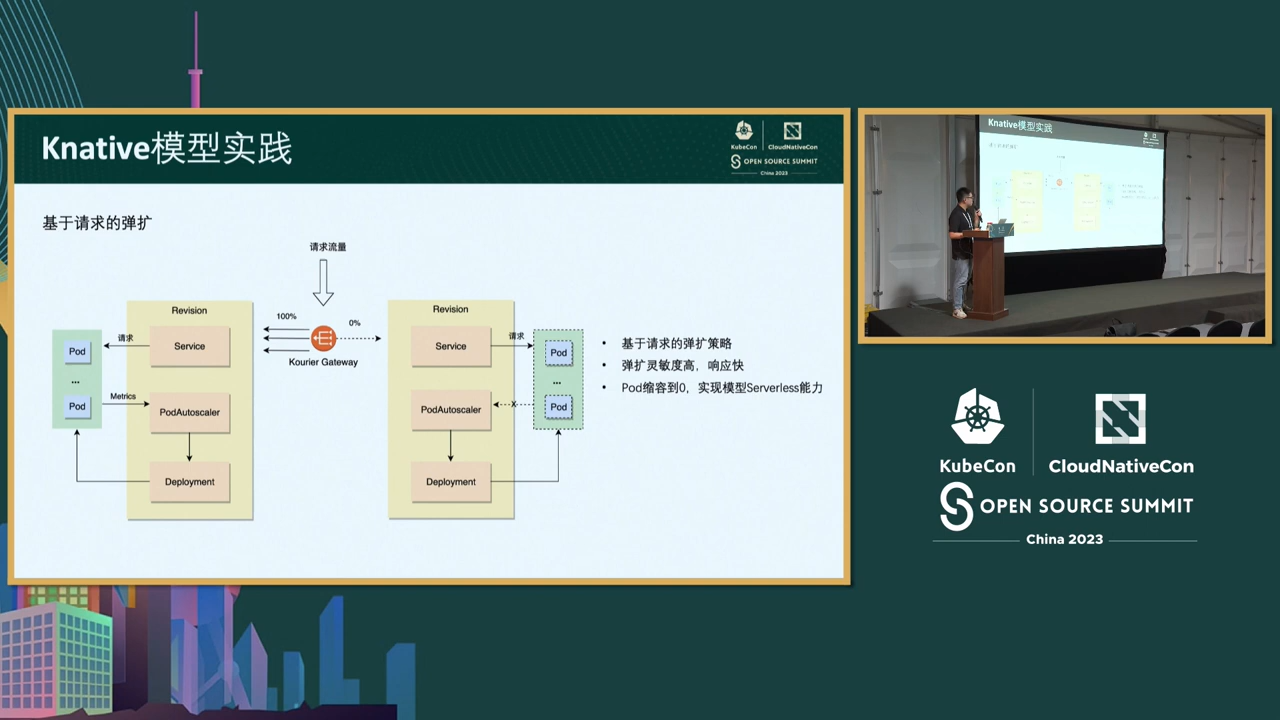 Knative模型实践
KubeCon
CloudNativeCon
OPEN SOURCE SUMMIT
China 2023
基于请求的弹扩
请求流量
Revision
Service
PodAutoscaler
Deployment
请求
Metrics
Pod
...
Pod
100%
0%
Kourier Gateway
Revision
Service
PodAutoscaler
Deployment
请求
X
Pod
...
Pod
• 基于请求的弹扩策略
• 弹扩灵敏度高，响应快
• Pod缩容到0，实现模型Serverless能力
Knative模型实践
KubeCon
CloudNativeCon
OPEN SOURCE SUMMIT
China 2023